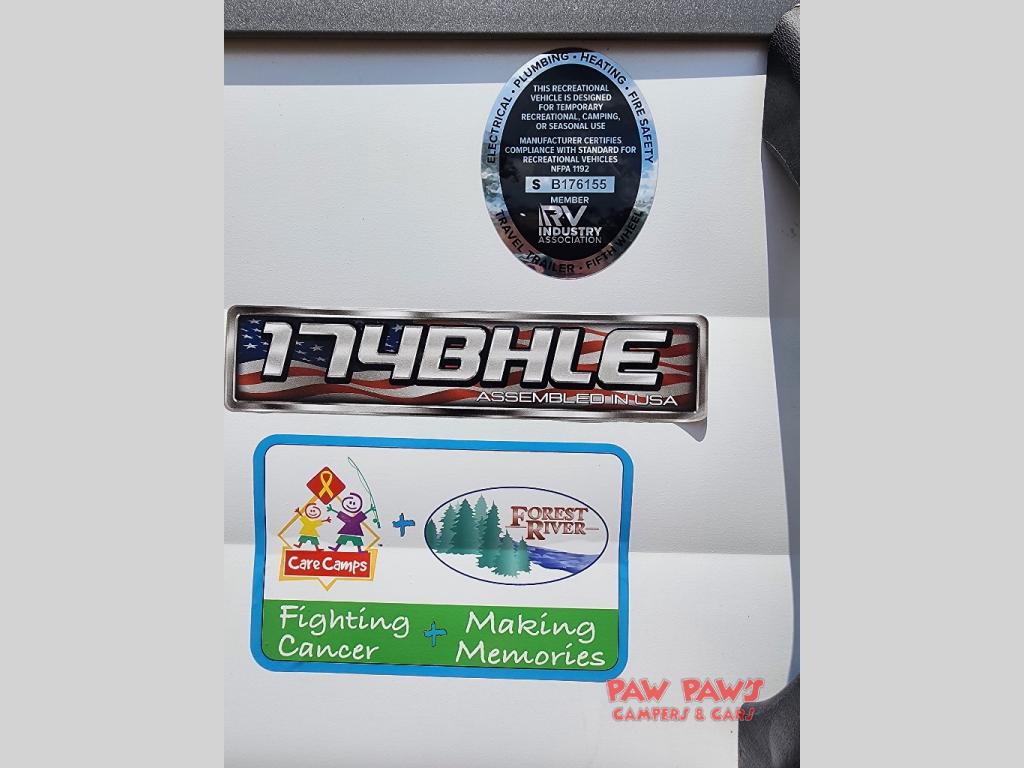 ELECTRICAL • PLUMBING • HEATING • FIRE SAFETY
THIS RECREATIONAL
VEHICLE IS DESIGNED
FOR TEMPORARY
RECREATIONAL, CAMPING,
OR SEASONAL USE
MANUFACTURER CERTIFIES
COMPLIANCE WITH STANDARD FOR
RECREATIONAL VEHICLES
NFPA 1192
S B176155
MEMBER
RV
INDUSTRY
ASSOCIATION
TRAVEL TRAILER • FIFTH WHEEL
174BHLE
ASSEMBLED IN USA
Care Camps
™
+
FOREST
RIVER
Fighting
Cancer
+
Making
Memories
PAW PAW'S
CAMPERS & CARS